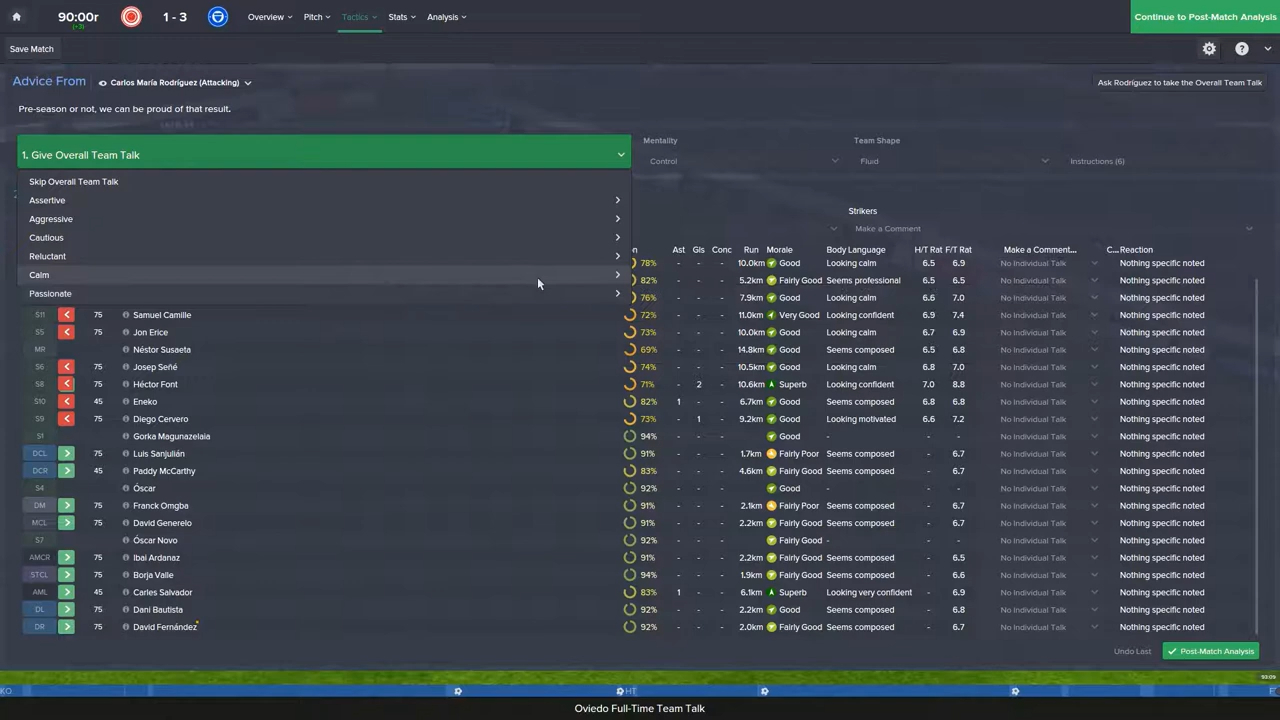 90:00r 1 - 3 Overview Pitch Tactics Stats Analysis Continue to Post-Match Analysis
(+3)
Save Match
Advice From Carlos María Rodríguez (Attacking) Ask Rodríguez to take the Overall Team Talk
Pre-season or not, we can be proud of that result.
Mentality Team Shape
1. Give Overall Team Talk Control Fluid Instructions (6)
Skip Overall Team Talk
Assertive
Strikers
Aggressive
Make a Comment
Cautious
Ast Gls Conc Run Morale Body Language H/T Rat F/T Rat Make a Comment... C... Reaction
Reluctant 78% - - - 10.0km Good Looking calm 6.5 6.9 No Individual Talk Nothing specific noted
Calm 82% - - - 5.2km Fairly Good Seems professional 6.5 6.5 No Individual Talk Nothing specific noted
Passionate 76% - - - 7.9km Good Looking calm 6.6 7.0 No Individual Talk Nothing specific noted
S11 75 Samuel Camille 72% - - - 11.0km Very Good Looking confident 6.9 7.4 No Individual Talk Nothing specific noted
S5 75 Jon Erice 73% - - - 10.0km Good Looking calm 6.7 6.9 No Individual Talk Nothing specific noted
MR Néstor Susaeta 69% - - - 14.8km Good Seems composed 6.5 6.8 No Individual Talk Nothing specific noted
S6 75 Josep Señé 74% - - - 10.5km Good Looking calm 6.8 7.0 No Individual Talk Nothing specific noted
S8 75 Héctor Font 71% - 2 - 10.6km Superb Looking confident 7.0 8.8 No Individual Talk Nothing specific noted
S10 45 Eneko 82% 1 - - 6.7km Good Seems composed 6.8 6.8 No Individual Talk Nothing specific noted
S9 75 Diego Cervero 73% - 1 - 9.2km Good Looking motivated 6.6 7.2 No Individual Talk Nothing specific noted
S1 Gorka Magunazelaia 94% Good - - - No Individual Talk Nothing specific noted
DCL 75 Luis Sanjulián 91% - - - 1.7km Fairly Poor Seems composed - 6.7 No Individual Talk Nothing specific noted
DCR 45 Paddy McCarthy 83% - - - 4.6km Fairly Good Seems composed - 6.7 No Individual Talk Nothing specific noted
S4 Óscar 92% Good - - - No Individual Talk Nothing specific noted
DM 75 Franck Omgba 91% - - - 2.1km Fairly Poor Seems composed - 6.7 No Individual Talk Nothing specific noted
MCL 75 David Generelo 91% - - - 2.2km Fairly Good Seems composed - 6.7 No Individual Talk Nothing specific noted
S7 Óscar Novo 92% Fairly Good - - - No Individual Talk Nothing specific noted
AMCR 75 Ibai Ardanaz 91% - - - 2.2km Fairly Good Seems composed - 6.5 No Individual Talk Nothing specific noted
STCL 75 Borja Valle 94% - - - 1.9km Fairly Good Seems composed - 6.6 No Individual Talk Nothing specific noted
AML 45 Carles Salvador 83% 1 - - 6.1km Superb Looking very confident - 6.9 No Individual Talk Nothing specific noted
DL 75 Dani Bautista 92% - - - 2.2km Good Seems composed - 6.8 No Individual Talk Nothing specific noted
DR 75 David Fernández 92% - - - 2.0km Fairly Good Seems composed - 6.7 No Individual Talk Nothing specific noted
Undo Last Post-Match Analysis
93:09
KO HT F
Oviedo Full-Time Team Talk